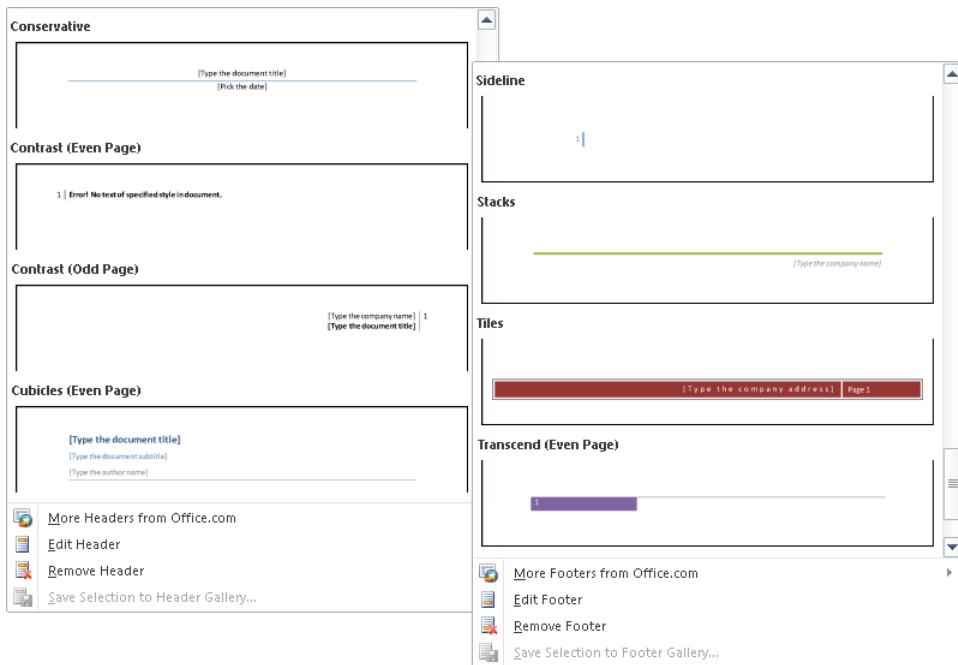 Conservative
[Type the document title]
[Pick the date]
Contrast (Even Page)
1 Error! No text of specified style in document.
Contrast (Odd Page)
[Type the company name] 1
[Type the document title]
Cubicles (Even Page)
[Type the document title]
[Type the document subtitle]
[Type the author name]
More Headers from Office.com
Edit Header
Remove Header
Save Selection to Header Gallery...
Sideline
1
Stacks
[Type the company name]
Tiles
[Type the company address] Page 1
Transcend (Even Page)
1
More Footers from Office.com
Edit Footer
Remove Footer
Save Selection to Footer Gallery...